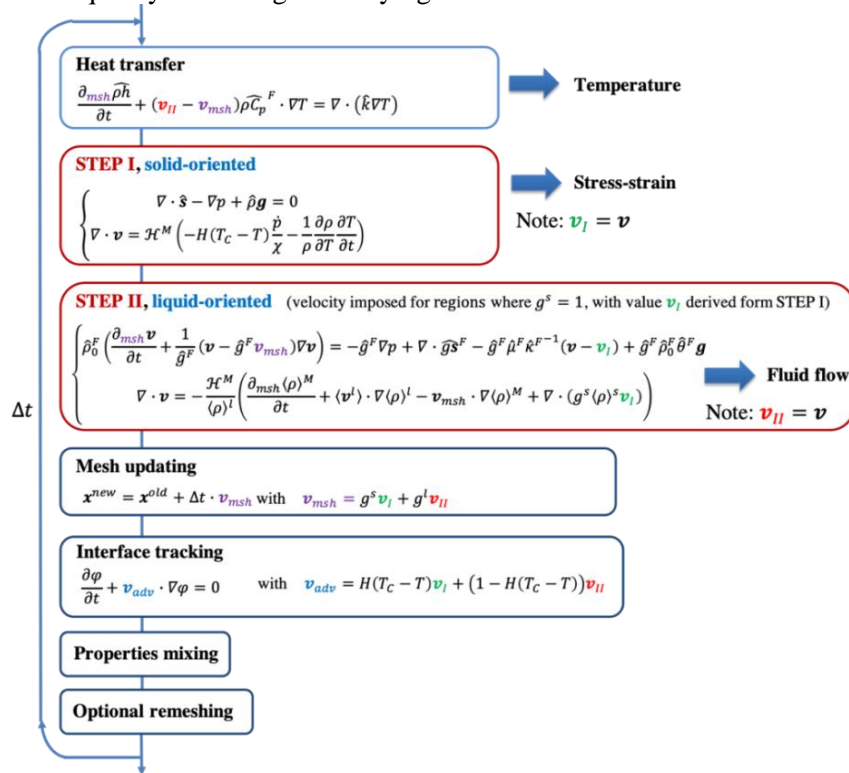 Heat transfer
∂_msh ρ̂h/∂t + (v_II − v_msh)ρ̂C_p^F · ∇T = ∇ · (k̂∇T)
Temperature
STEP I, solid-oriented
∇ · ŝ − ∇p + ρ̂g = 0
∇ · v = ℋ^M (−H(T_C − T) ṗ/χ − 1/ρ ∂ρ/∂T ∂T/∂t)
Stress-strain
Note: v_I = v
STEP II, liquid-oriented (velocity imposed for regions where g^s = 1, with value v_I derived form STEP I)
ρ̂_0^F (∂_msh v/∂t + 1/ĝ^F (v − ĝ^F v_msh)∇v) = −ĝ^F ∇p + ∇ · ĝs^F − ĝ^F μ̂^F κ̂^F−1 (v − v_I) + ĝ^F ρ̂_0^F θ̂^F g
∇ · v = − ℋ^M/⟨ρ⟩^l (∂_msh⟨ρ⟩^M/∂t + ⟨v^l⟩ · ∇⟨ρ⟩^l − v_msh · ∇⟨ρ⟩^M + ∇ · (g^s⟨ρ⟩^s v_I))
Fluid flow
Note: v_II = v
Δt
Mesh updating
x^new = x^old + Δt · v_msh with v_msh = g^s v_I + g^l v_II
Interface tracking
∂φ/∂t + v_adv · ∇φ = 0 with v_adv = H(T_C − T)v_I + (1 − H(T_C − T))v_II
Properties mixing
Optional remeshing